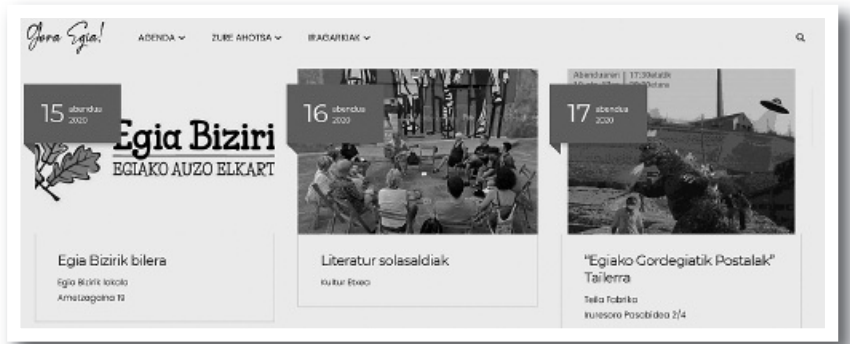 Gora Egia!
AGENDA
ZURE AHOTSA
IRAGARKIAK
15 abendua
2020
Egia Biziri
EGIAKO AUZO ELKART
Egia Bizirik bilera
Egia Bizirik lokala
Ametzagaina 19
16 abendua
2020
Literatur solasaldiak
Kultur Etxea
Abenduaren 17:30etatik
17 abendua
2020
"Egiako Gordegiatik Postalak"
Tailerra
Teila Fabrika
Iruresoro Pasabidea 2/4